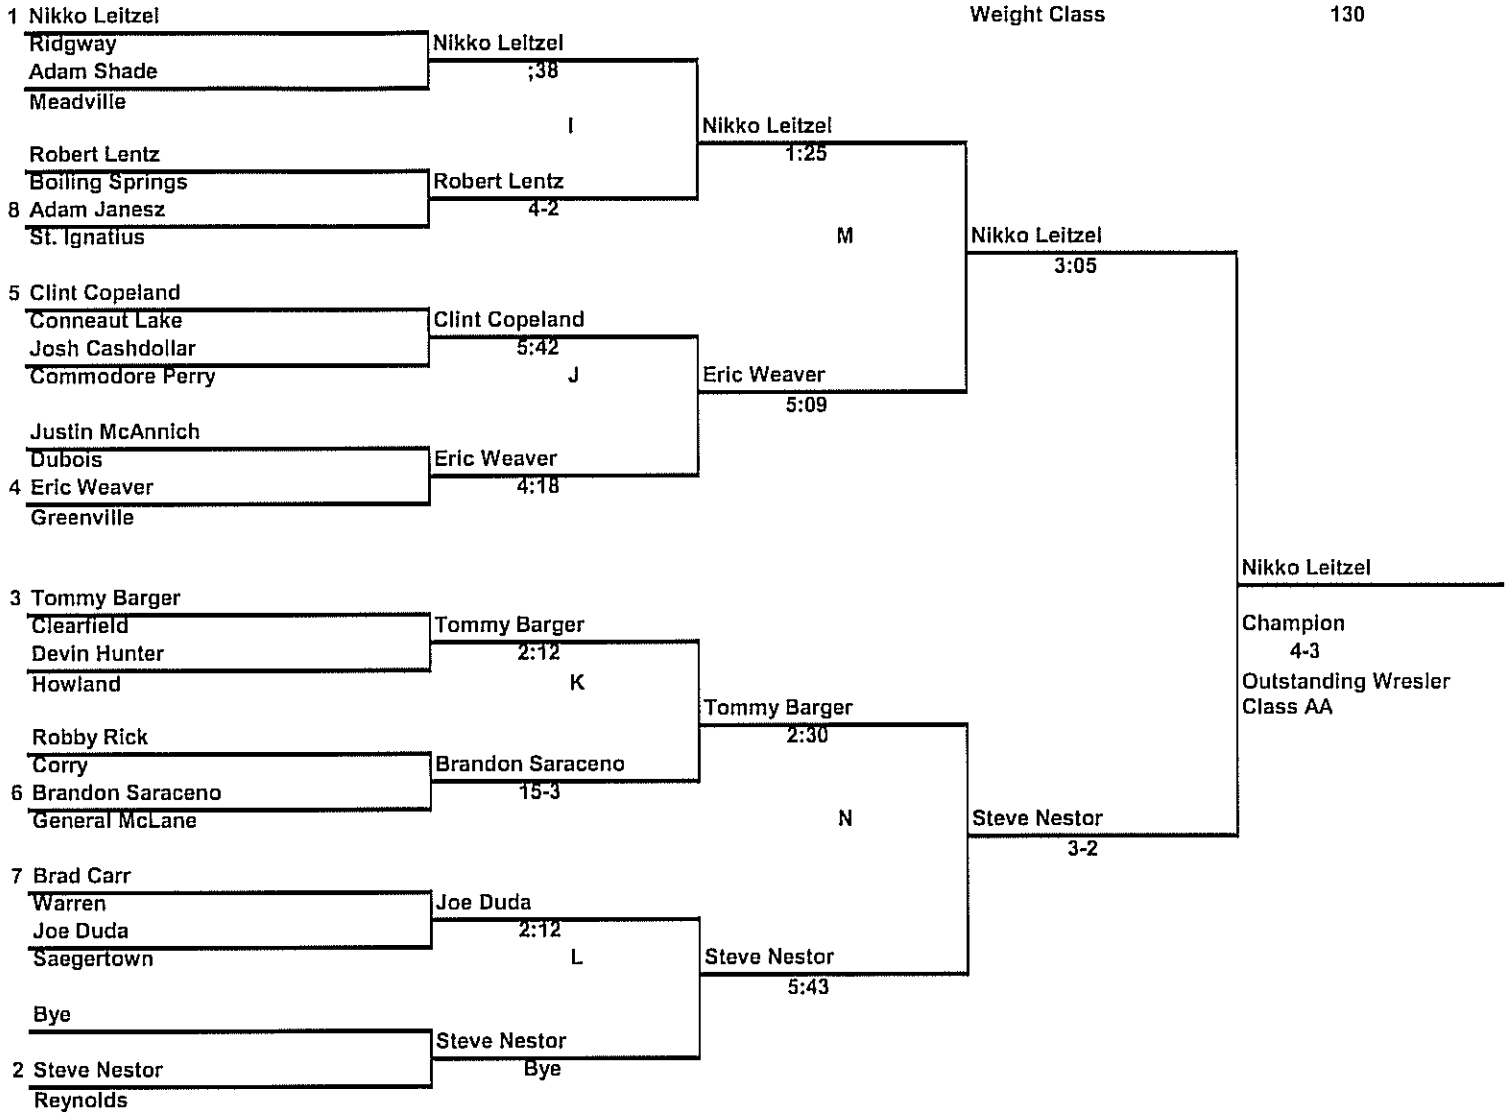 Weight Class 130
1 Nikko Leitzel
Ridgway
Adam Shade
Meadville
Robert Lentz
Boiling Springs
8 Adam Janesz
St. Ignatius
5 Clint Copeland
Conneaut Lake
Josh Cashdollar
Commodore Perry
Justin McAnnich
Dubois
4 Eric Weaver
Greenville
3 Tommy Barger
Clearfield
Devin Hunter
Howland
Robby Rick
Corry
6 Brandon Saraceno
General McLane
7 Brad Carr
Warren
Joe Duda
Saegertown
Bye
2 Steve Nestor
Reynolds
Nikko Leitzel
;38
I
Robert Lentz
4-2
Clint Copeland
5:42
J
Eric Weaver
4:18
Tommy Barger
2:12
K
Brandon Saraceno
15-3
Joe Duda
2:12
L
Steve Nestor
Bye
Nikko Leitzel
1:25
M
Eric Weaver
5:09
Tommy Barger
2:30
N
Steve Nestor
5:43
Nikko Leitzel
3:05
Steve Nestor
3-2
Nikko Leitzel
Champion
4-3
Outstanding Wresler
Class AA